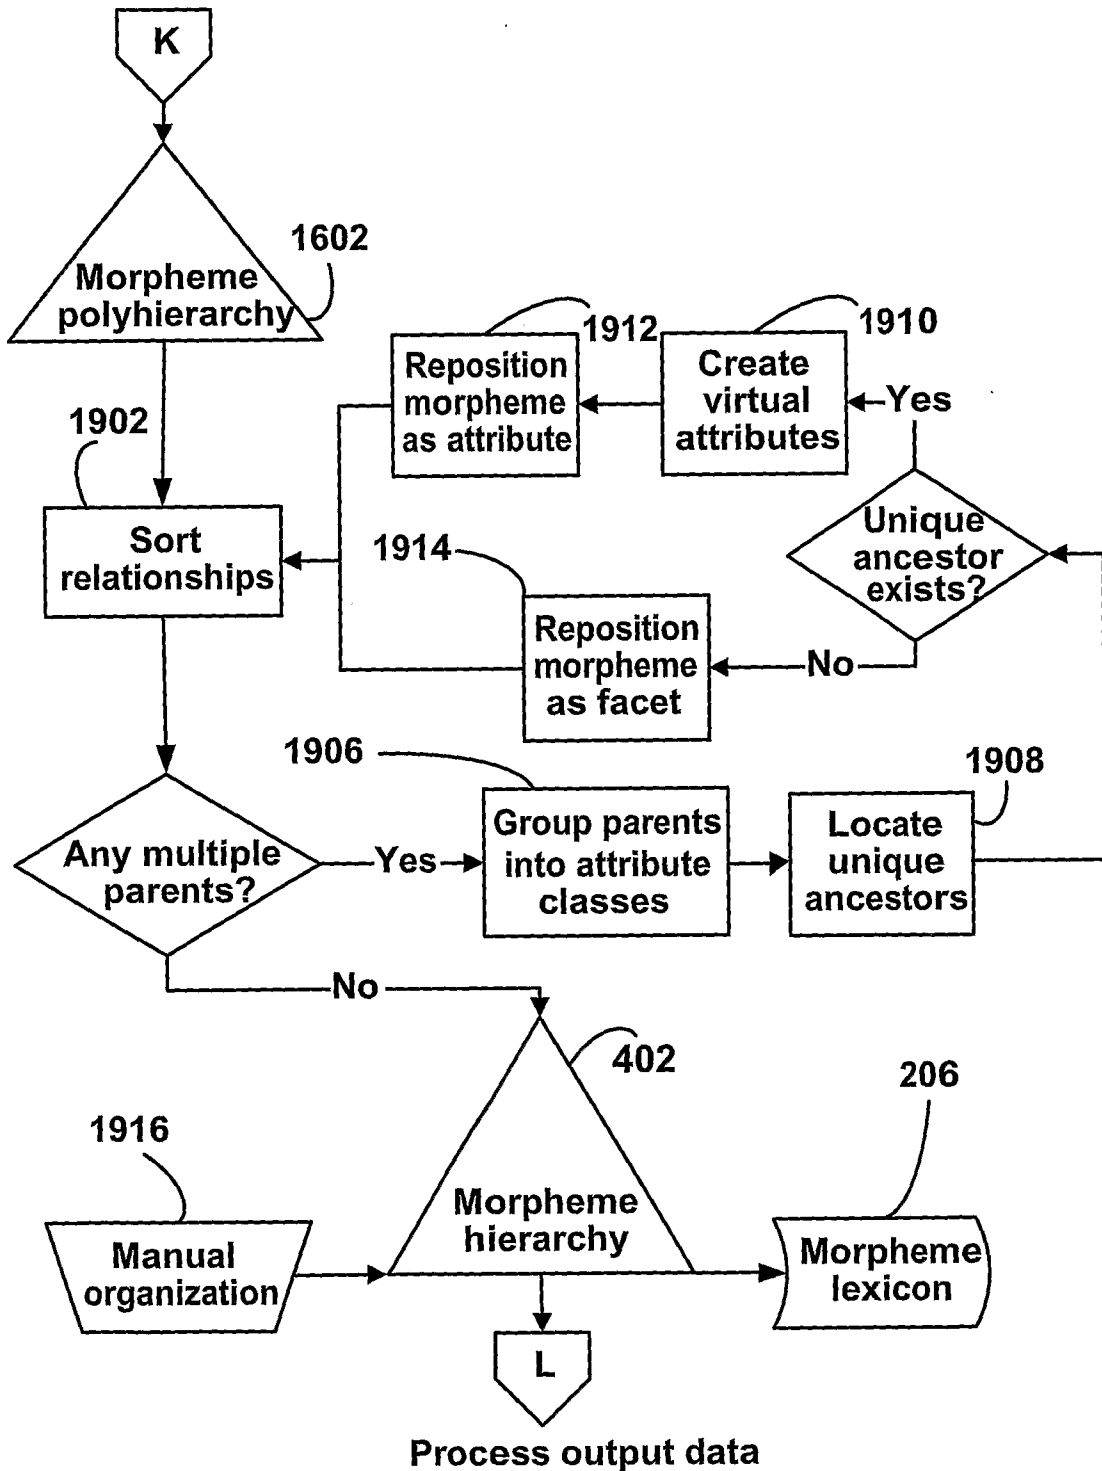 K
1602
Morpheme
polyhierarchy
1912
1910
Reposition
morpheme
as attribute
Create
virtual
attributes
Yes
1902
Sort
relationships
Unique
ancestor
exists?
1914
Reposition
morpheme
as facet
No
1906
1908
Any multiple
parents?
Yes
Group parents
into attribute
classes
Locate
unique
ancestors
No
402
206
1916
Morpheme
hierarchy
Manual
organization
Morpheme
lexicon
L
Process output data